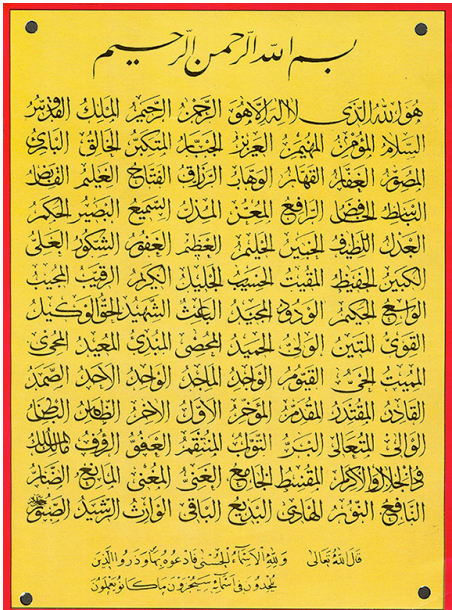 بسم الله الرحمن الرحيم
هو الله الذي لا اله الا هو الرحمن الرحيم الملك القدوس
السلام المؤمن المهيمن العزيز الجبار المتكبر الخالق البارئ
المصور الغفار القهار الوهاب الرزاق الفتاح العليم القابض
الباسط الخافض الرافع المعز المذل السميع البصير الحكم
العدل اللطيف الخبير الحليم العظيم الغفور الشكور العلي
الكبير الحفيظ المقيت الحسيب الجليل الكريم الرقيب المجيب
الواسع الحكيم الودود المجيد الباعث الشهيد الحق الوكيل
القوي المتين الولي الحميد المحصي المبدئ المعيد المحيي
المميت الحي القيوم الواجد الماجد الواحد الاحد الصمد
القادر المقتدر المقدم المؤخر الاول الاخر الظاهر الباطن
الوالي المتعالي البر التواب المنتقم العفو الرؤف مالك الملك
ذو الجلال والاكرام المقسط الجامع الغني المغني المانع الضار
النافع النور الهادي البديع الباقي الوارث الرشيد الصبور
قال الله تعالى ولله الاسماء الحسنى فادعوه بها وذروا الذين
يلحدون في اسمائه سيجزون ما كانوا يعملون